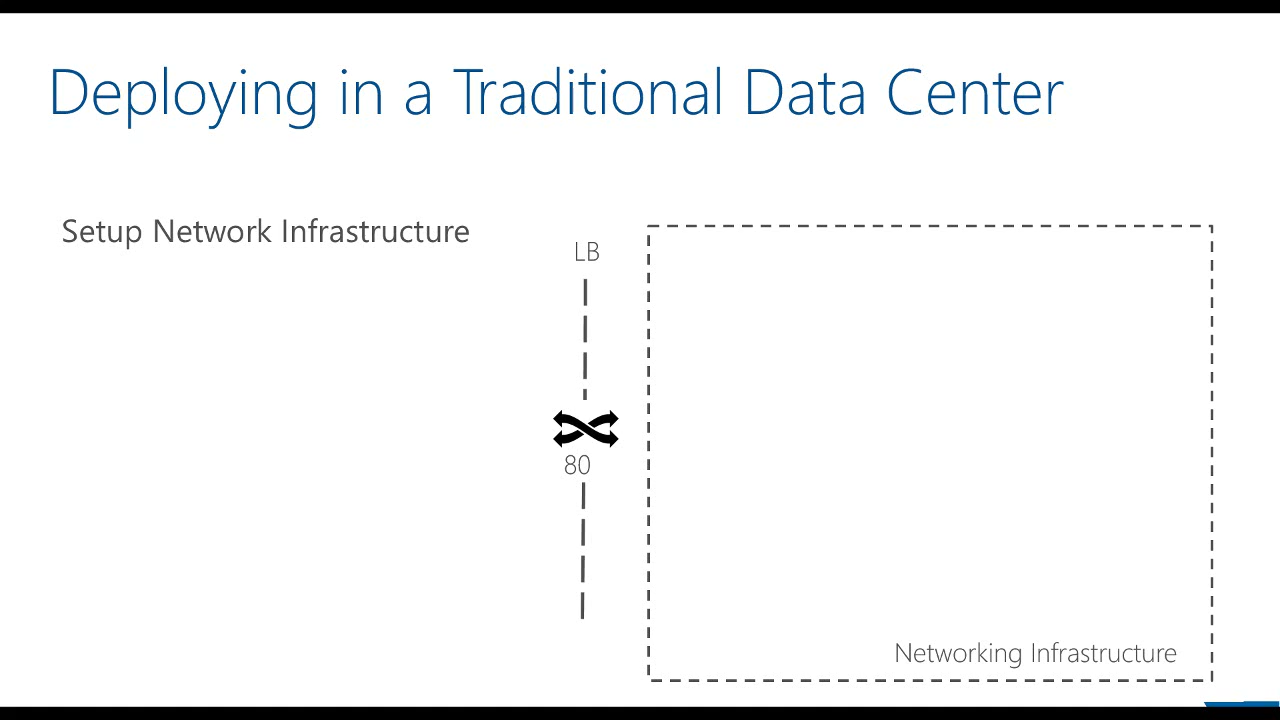 Deploying in a Traditional Data Center
Setup Network Infrastructure
LB
80
Networking Infrastructure